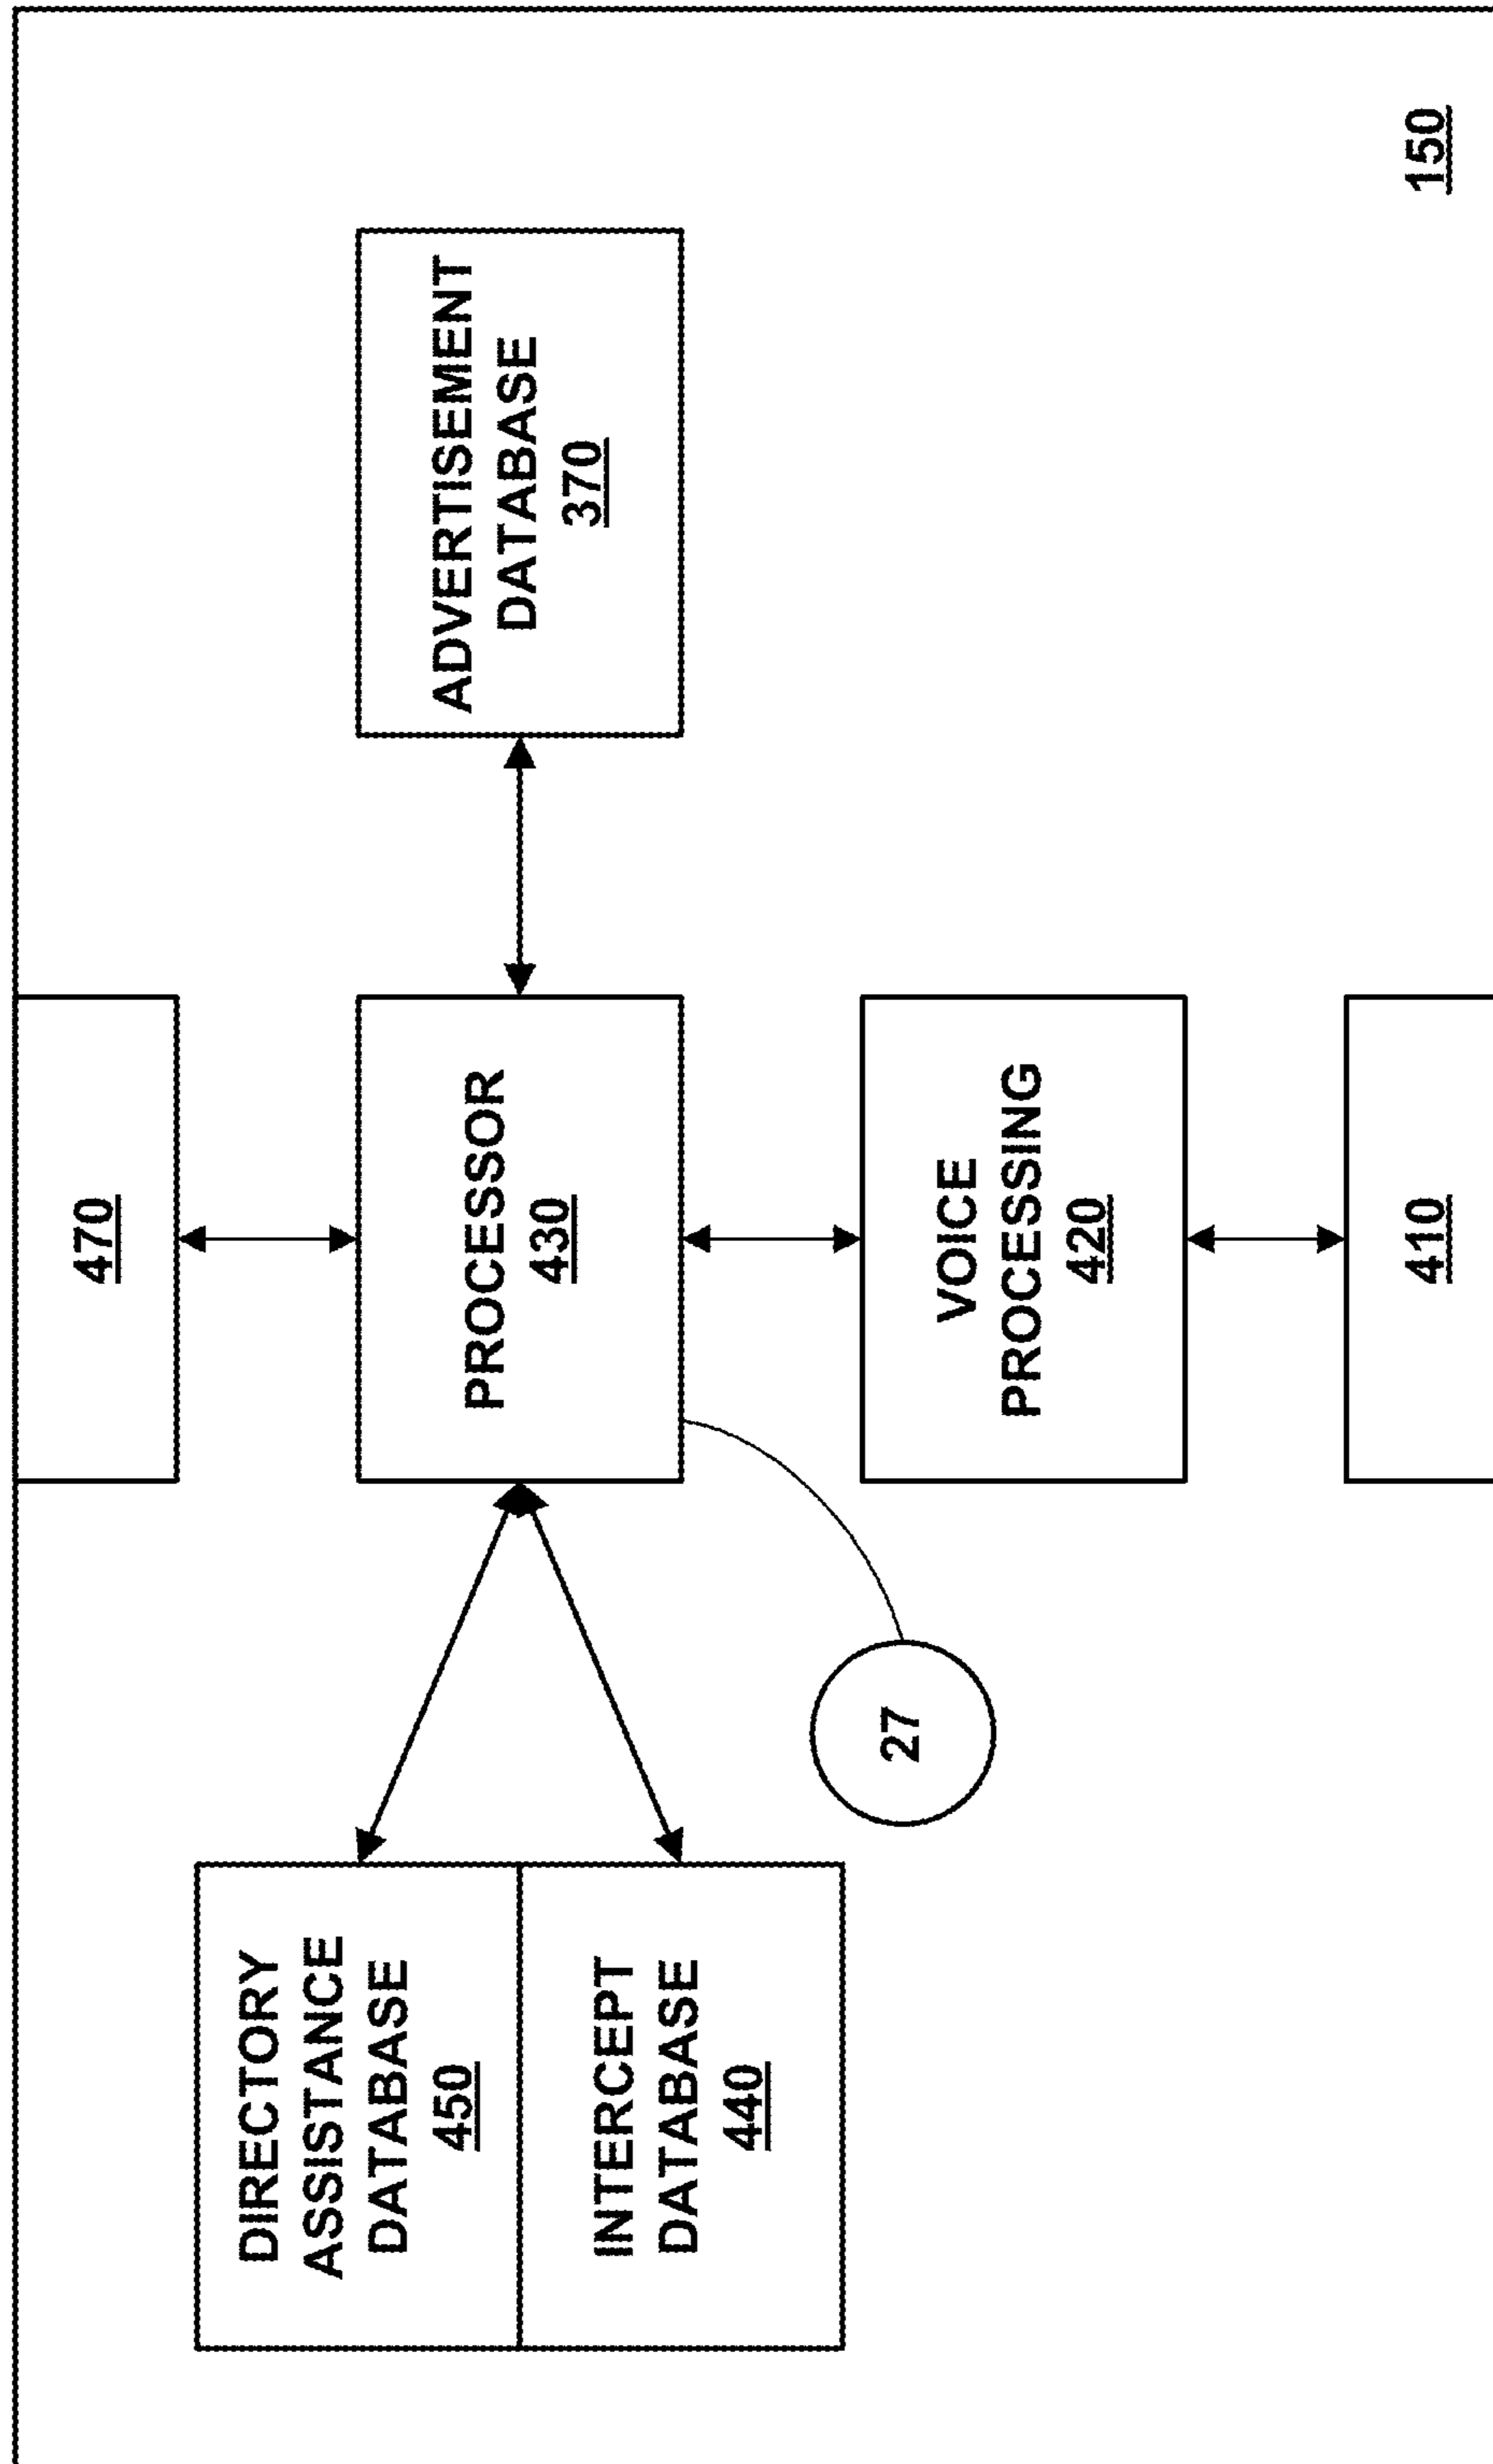 470
DIRECTORY
ASSISTANCE
DATABASE
450
INTERCEPT
DATABASE
440
PROCESSOR
430
ADVERTISEMENT
DATABASE
370
27
VOICE
PROCESSING
420
410
150